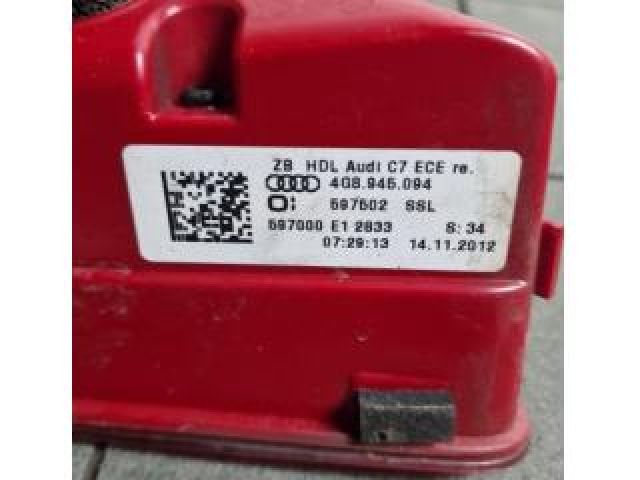 ZB HDL Audi C7 ECE re.
4G8.945.094
597502 SSL
597000 E1 2833 S: 34
07:29:13 14.11.2012